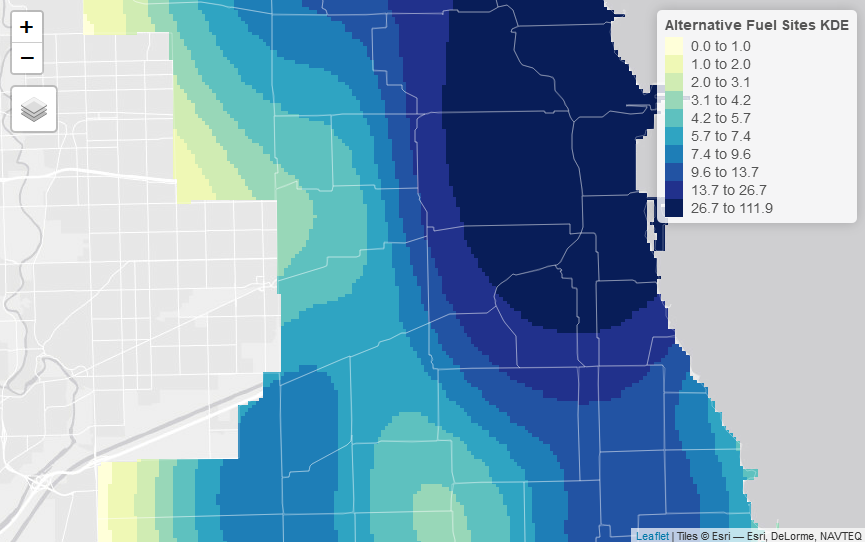 +
−
Alternative Fuel Sites KDE
0.0 to 1.0
1.0 to 2.0
2.0 to 3.1
3.1 to 4.2
4.2 to 5.7
5.7 to 7.4
7.4 to 9.6
9.6 to 13.7
13.7 to 26.7
26.7 to 111.9
Leaflet | Tiles © Esri — Esri, DeLorme, NAVTEQ